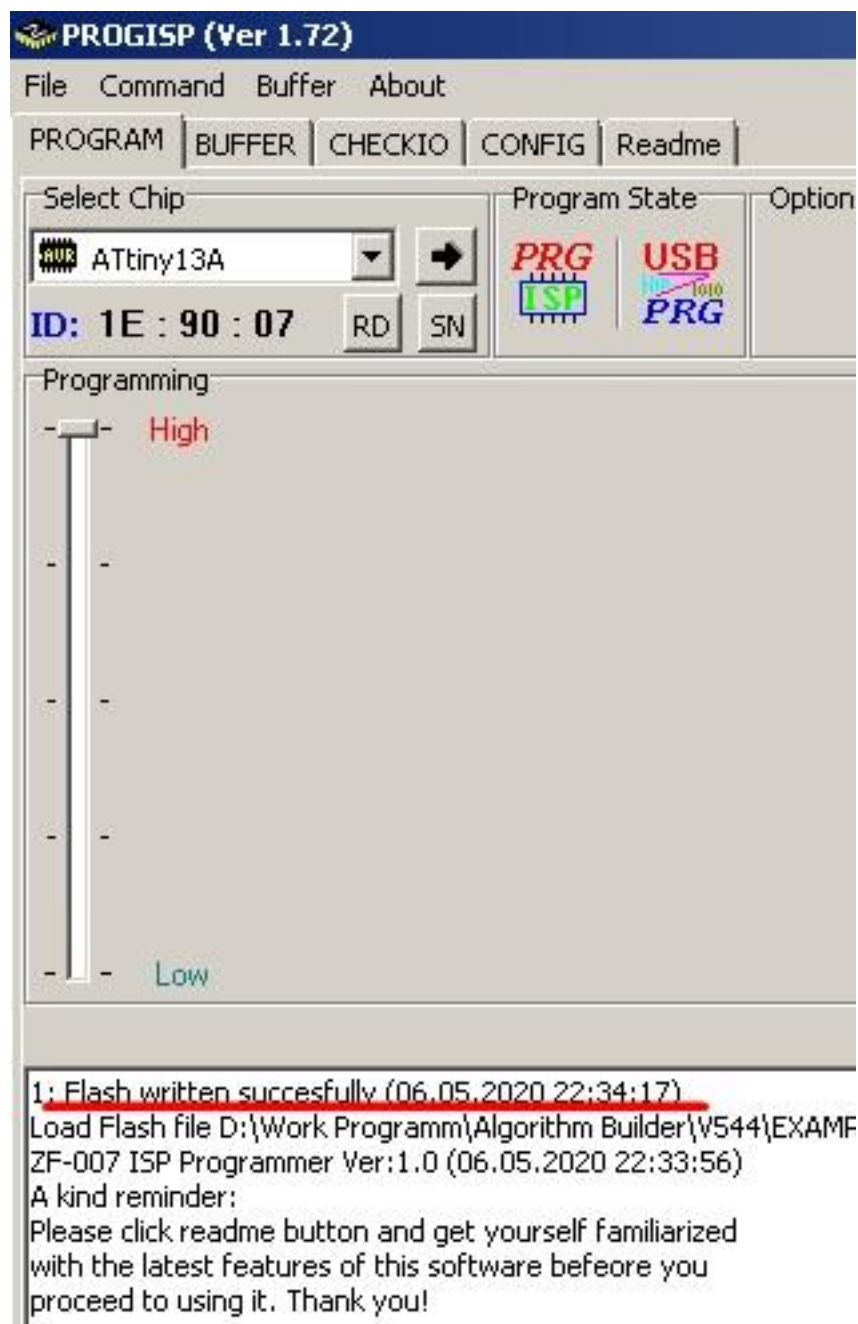 PROGISP (Ver 1.72)
File Command Buffer About
PROGRAM BUFFER CHECKIO CONFIG Readme
Select Chip Program State Option
AVR ATtiny13A
PRG ISP USB PRG
ID: 1E : 90 : 07 RD SN
Programming
High
Low
1: Flash written succesfully (06.05.2020 22:34:17)
Load Flash file D:\Work Programm\Algorithm Builder\V544\EXAMP
ZF-007 ISP Programmer Ver:1.0 (06.05.2020 22:33:56)
A kind reminder:
Please click readme button and get yourself familiarized
with the latest features of this software befeore you
proceed to using it. Thank you!